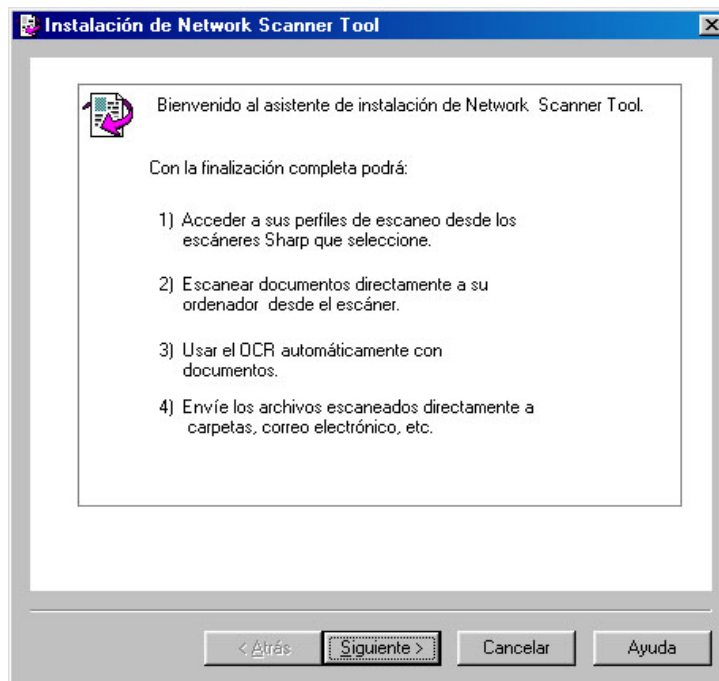 Instalación de Network Scanner Tool
Bienvenido al asistente de instalación de Network Scanner Tool.
Con la finalización completa podrá:
1) Acceder a sus perfiles de escaneo desde los
escáneres Sharp que seleccione.
2) Escanear documentos directamente a su
ordenador desde el escáner.
3) Usar el OCR automáticamente con
documentos.
4) Envíe los archivos escaneados directamente a
carpetas, correo electrónico, etc.
< Atrás
Siguiente >
Cancelar
Ayuda